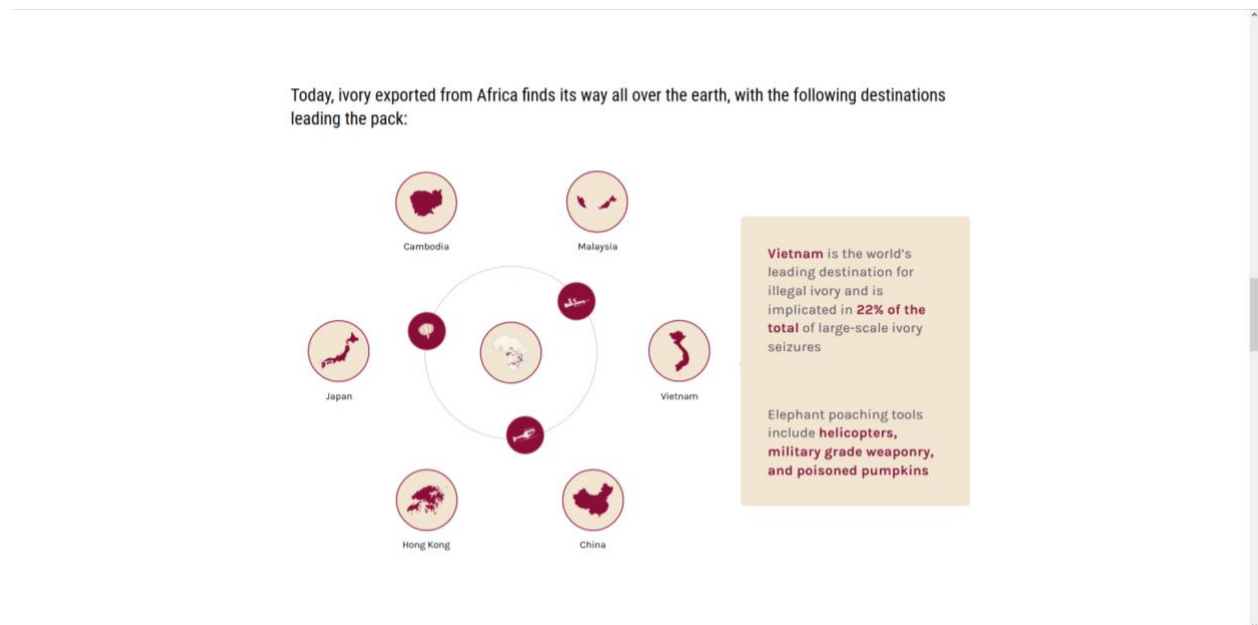 Today, ivory exported from Africa finds its way all over the earth, with the following destinations
leading the pack:
Cambodia
Malaysia
Japan
Vietnam
Hong Kong
China
Vietnam is the world's
leading destination for
illegal ivory and is
implicated in 22% of the
total of large-scale ivory
seizures
Elephant poaching tools
include helicopters,
military grade weaponry,
and poisoned pumpkins